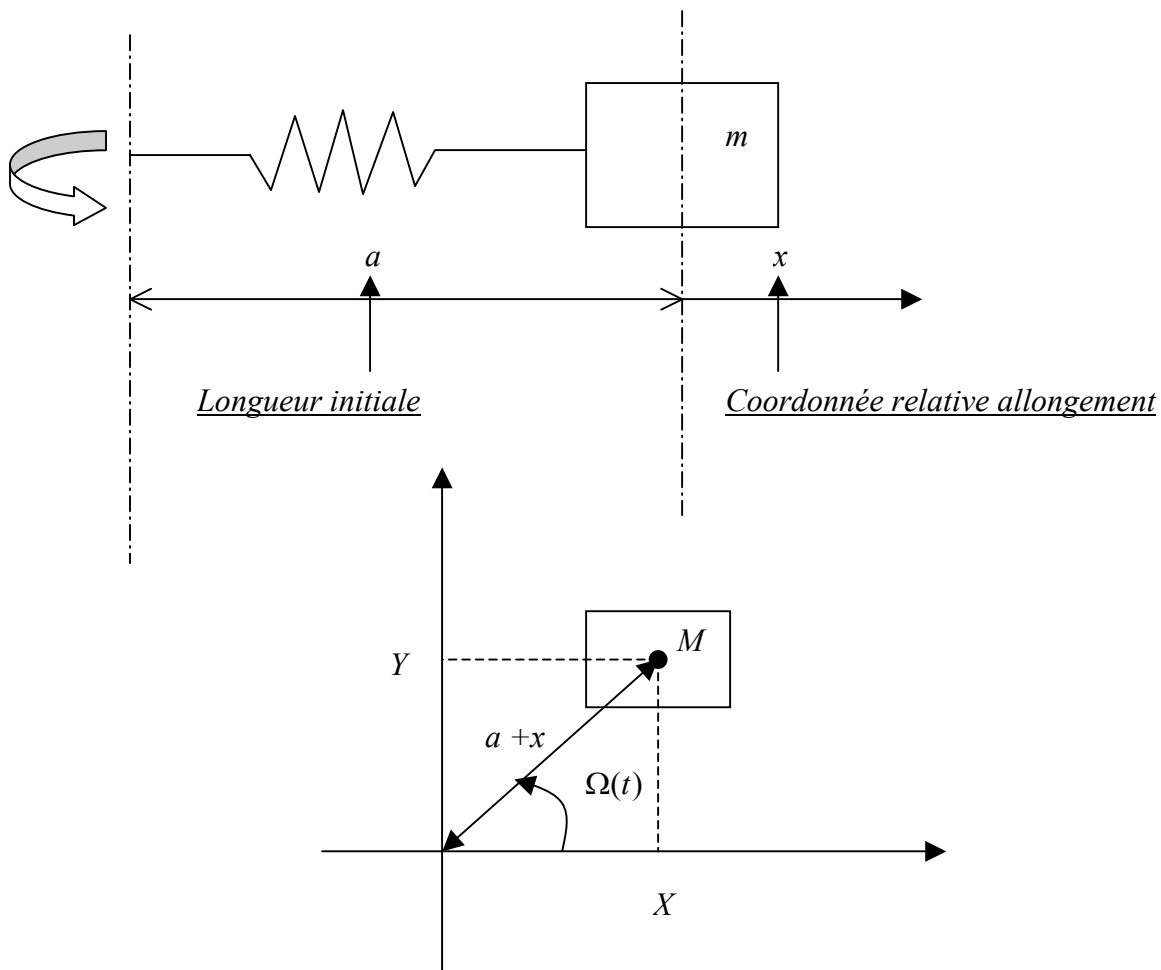 m
a
x
Longueur initiale
Coordonnée relative allongement
M
Y
a +x
Ω(t)
X